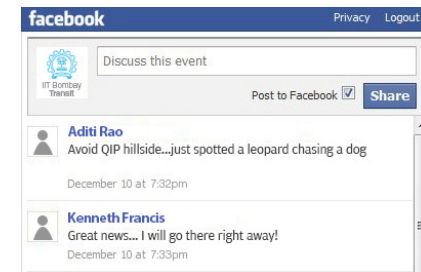 facebook
Privacy Logout
Discuss this event
IIT Bombay
Transit
Post to Facebook Share
Aditi Rao
Avoid QIP hillside...just spotted a leopard chasing a dog
December 10 at 7:32pm
Kenneth Francis
Great news... I will go there right away!
December 10 at 7:33pm